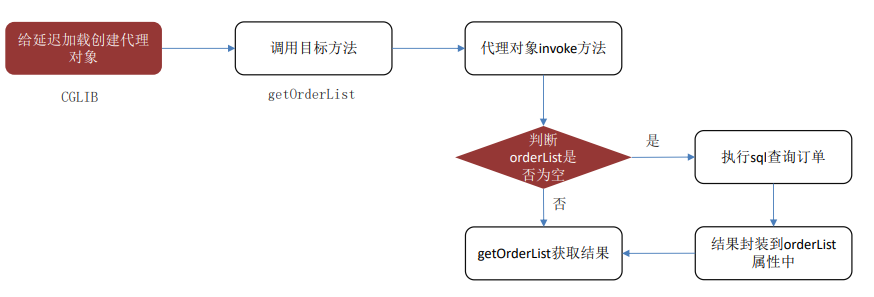 给延迟加载创建代理
对象
调用目标方法
代理对象invoke方法
CGLIB
getOrderList
判断
orderList是
否为空
是
执行sql查询订单
否
getOrderList获取结果
结果封装到orderList
属性中